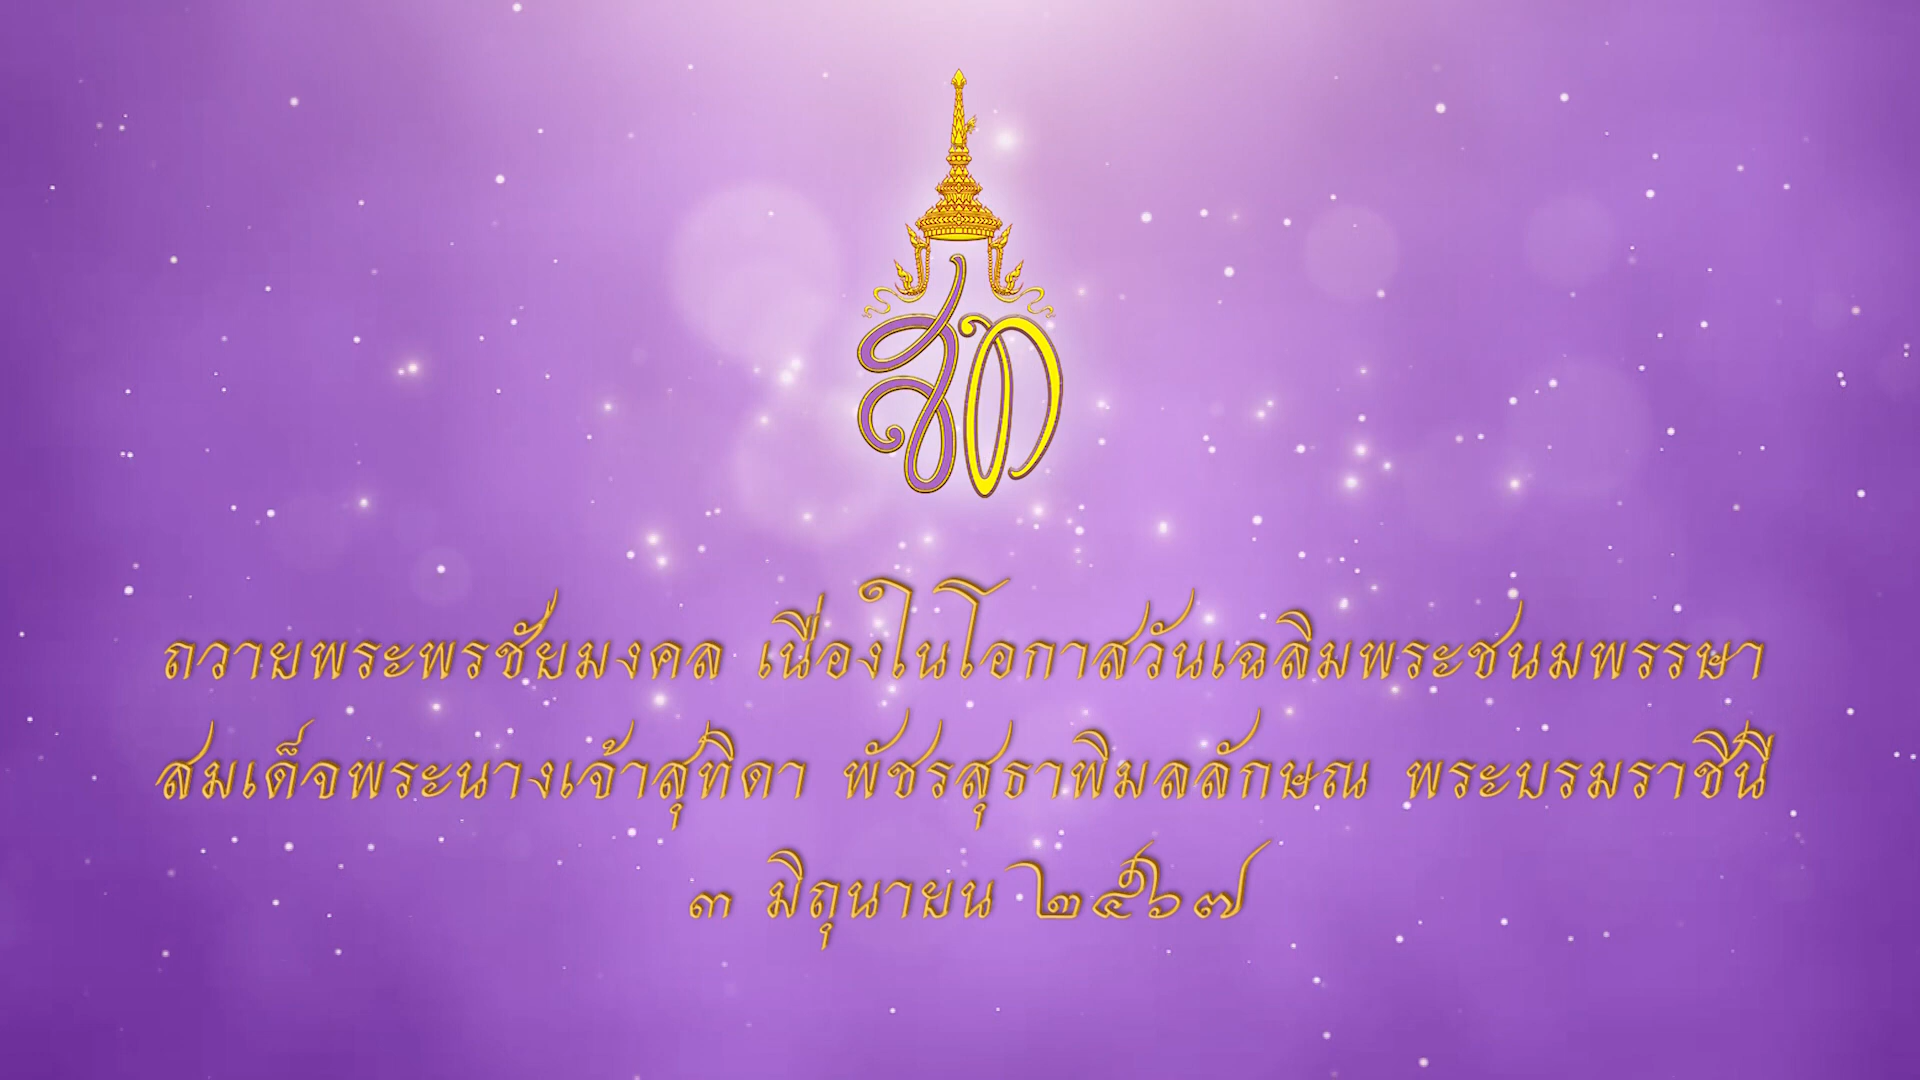 สท
ถวายพระพรชัยมงคล เนื่องในโอกาสวันเฉลิมพระชนมพรรษา
สมเด็จพระนางเจ้าสุทิดา พัชรสุธาพิมลลักษณ พระบรมราชินี
๓ มิถุนายน ๒๕๖๗